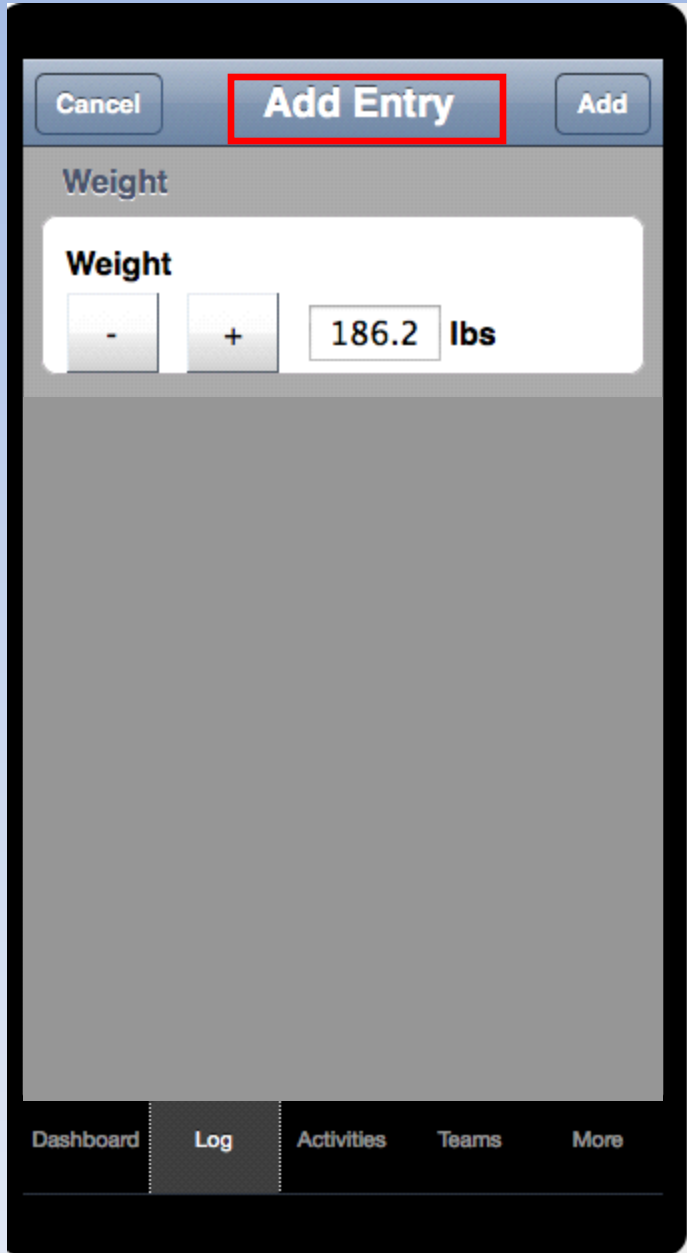 Cancel Add Entry Add
Weight
Weight
- + 186.2 lbs
Dashboard Log Activities Teams More